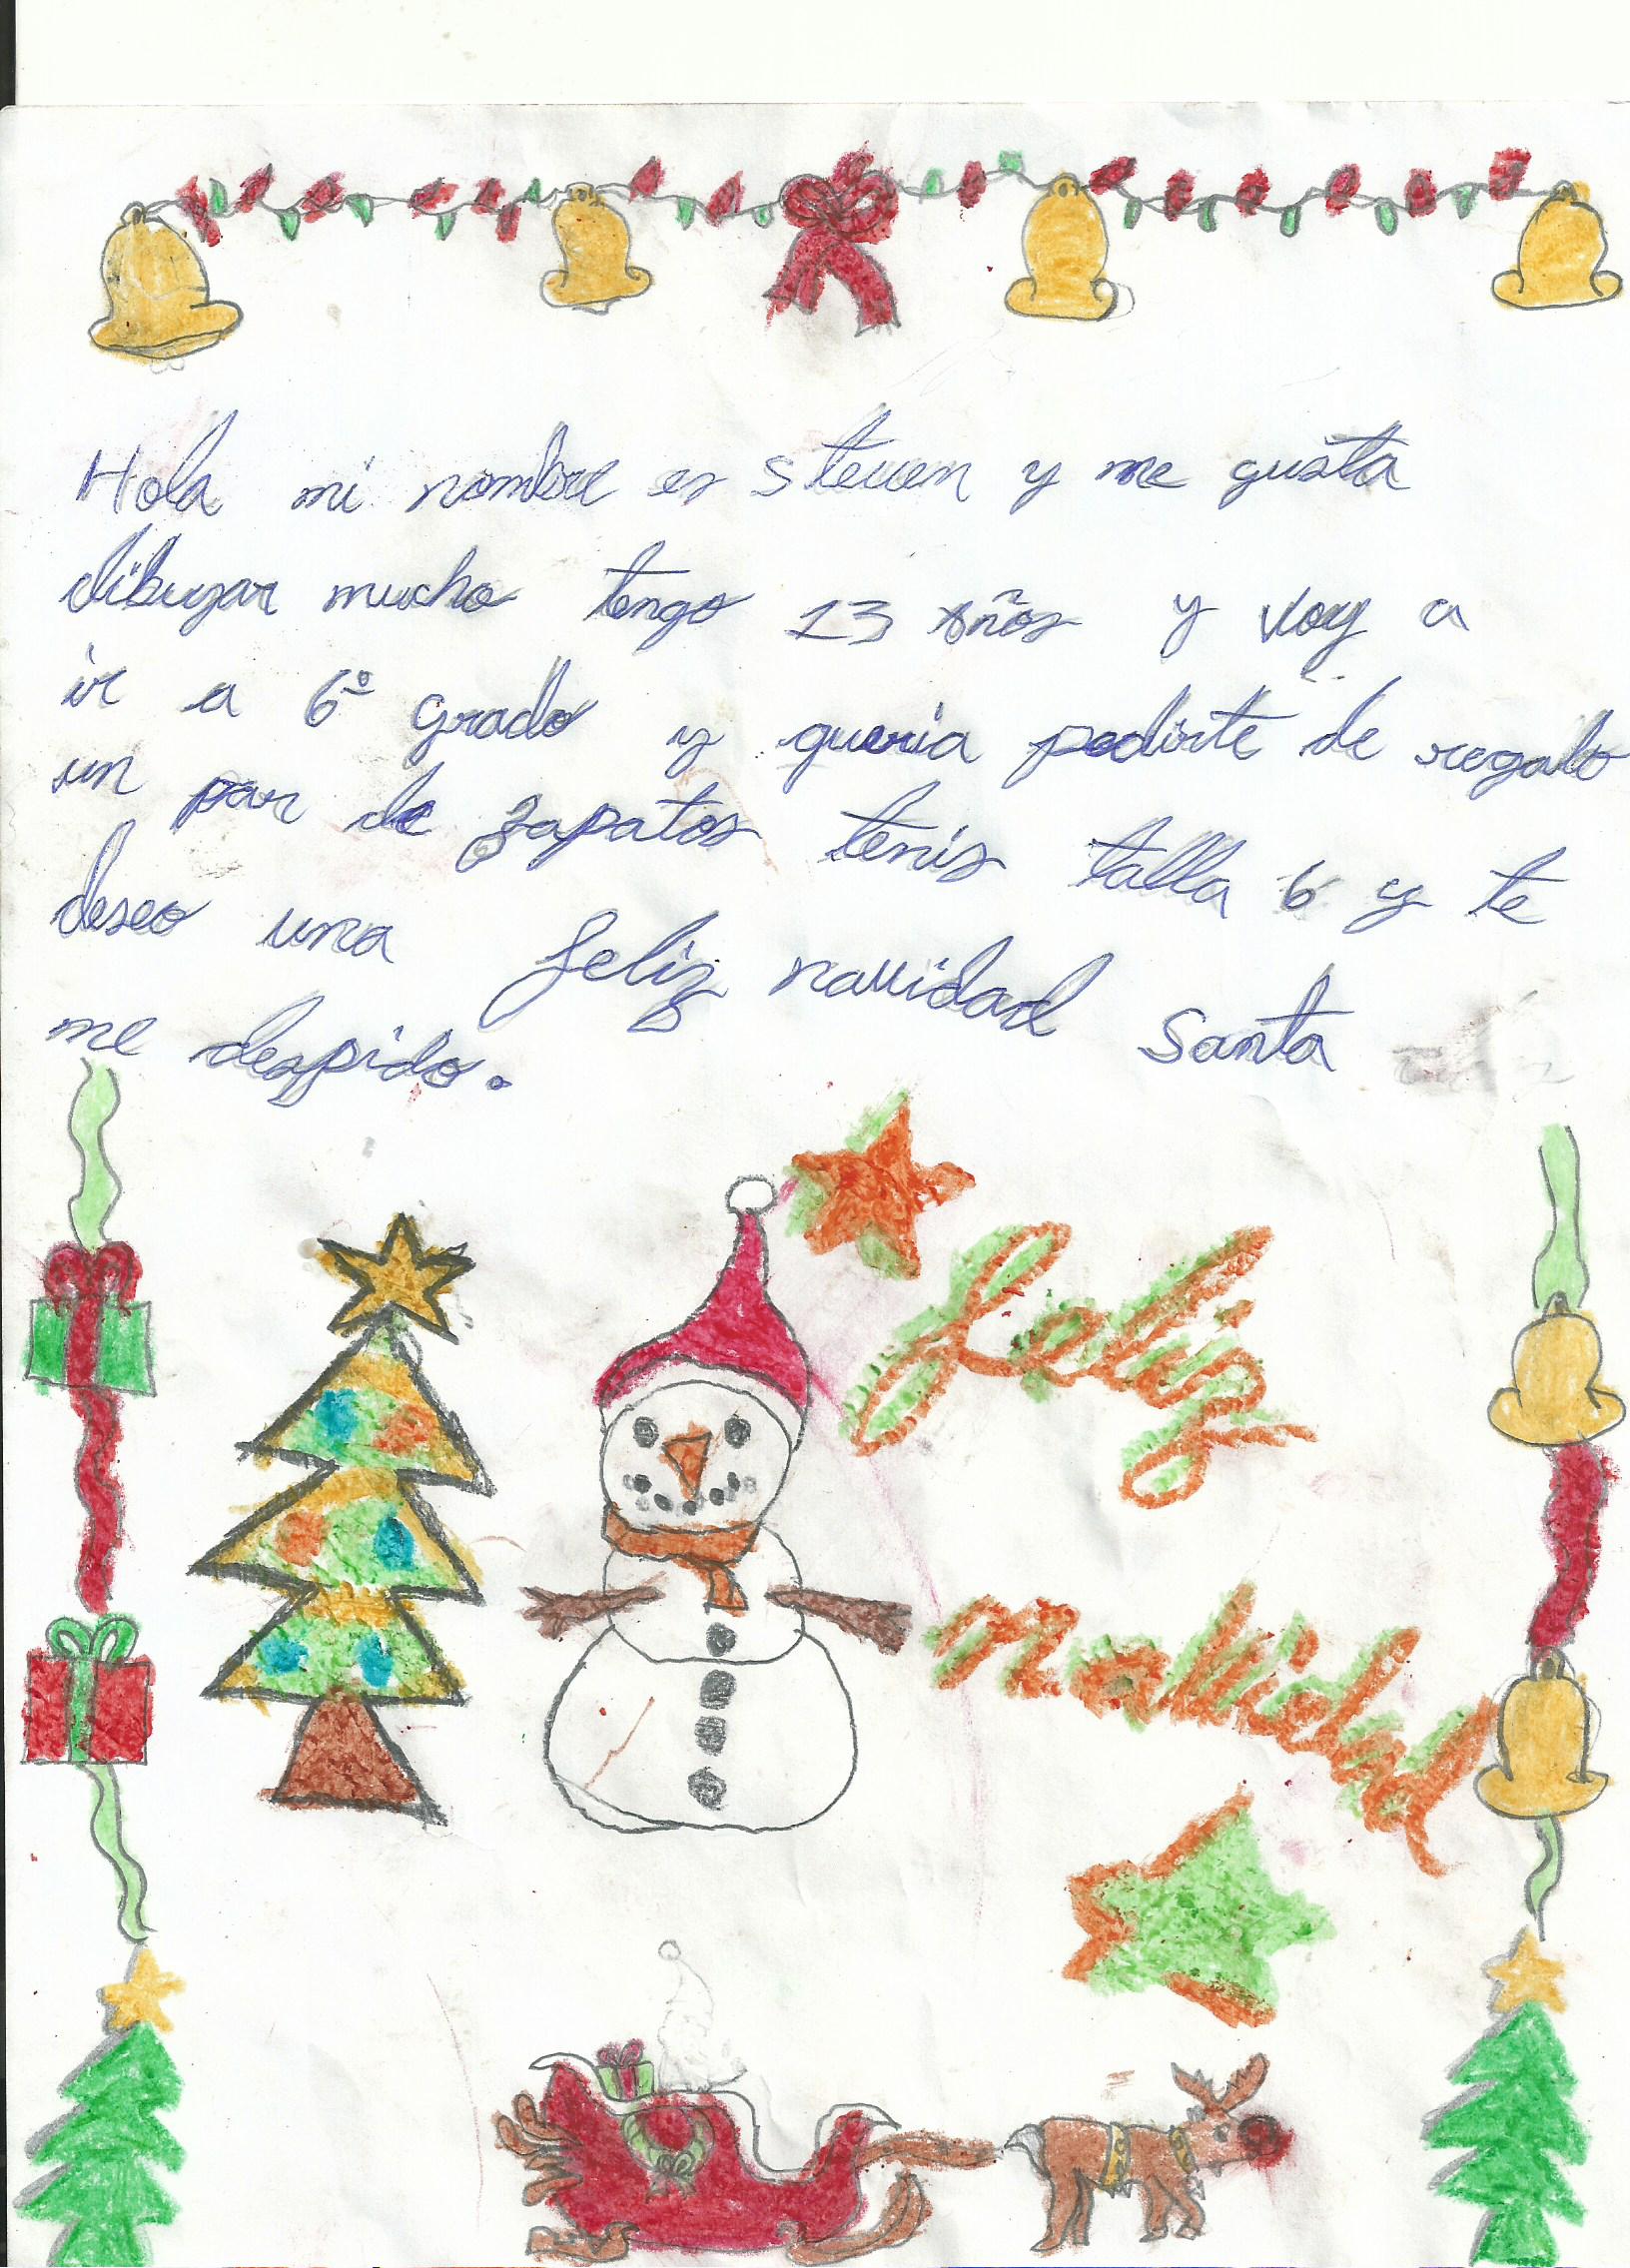 Hola mi nombre es Steven y me gusta
dibujar mucho tengo 13 años y voy a
ir a 6º grado y queria pedirte de regalo
un par de zapatos tenis talla 6 y te
deseo una feliz navidad Santa
me despido.
feliz
navidad